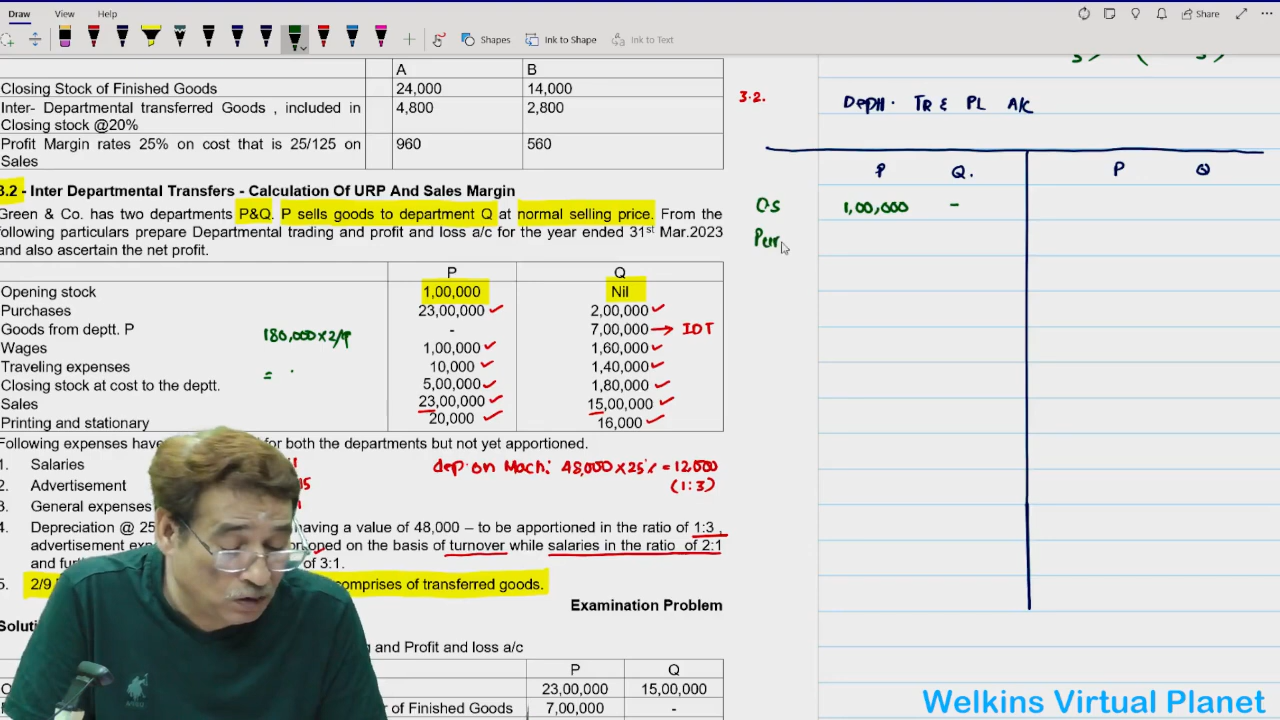 Draw View Help
Shapes Ink to Shape Ink to Text Share
A B
Closing Stock of Finished Goods 24,000 14,000
Inter- Departmental transferred Goods , included in 4,800 2,800
Closing stock @20%
Profit Margin rates 25% on cost that is 25/125 on 960 560
Sales
3.2 - Inter Departmental Transfers - Calculation Of URP And Sales Margin
Green & Co. has two departments P&Q. P sells goods to department Q at normal selling price. From the
following particulars prepare Departmental trading and profit and loss a/c for the year ended 31st Mar.2023
and also ascertain the net profit.
P Q
Opening stock 1,00,000 Nil
Purchases 23,00,000 2,00,000
Goods from deptt. P - 7,00,000 → IDT
Wages 1,00,000 1,60,000
Traveling expenses 10,000 1,40,000
Closing stock at cost to the deptt. 5,00,000 1,80,000
Sales 23,00,000 15,00,000
Printing and stationary 20,000 16,000
180,000 x 2/9
=
Following expenses have for both the departments but not yet apportioned.
1. Salaries
2. Advertisement
3. General expenses
dep. on Mach: 48,000 x 25% = 12000
(1:3)
4. Depreciation @ 25 having a value of 48,000 – to be apportioned in the ratio of 1:3 ,
advertisement on the basis of turnover while salaries in the ratio of 2:1
and of 3:1.
5. 2/9 comprises of transferred goods.
Examination Problem
and Profit and loss a/c
P Q
23,00,000 15,00,000
of Finished Goods 7,00,000 -
3.2.
Deptt. TR & PL A/c
P Q. P Q
OS 1,00,000 -
Purr
Welkins Virtual Planet